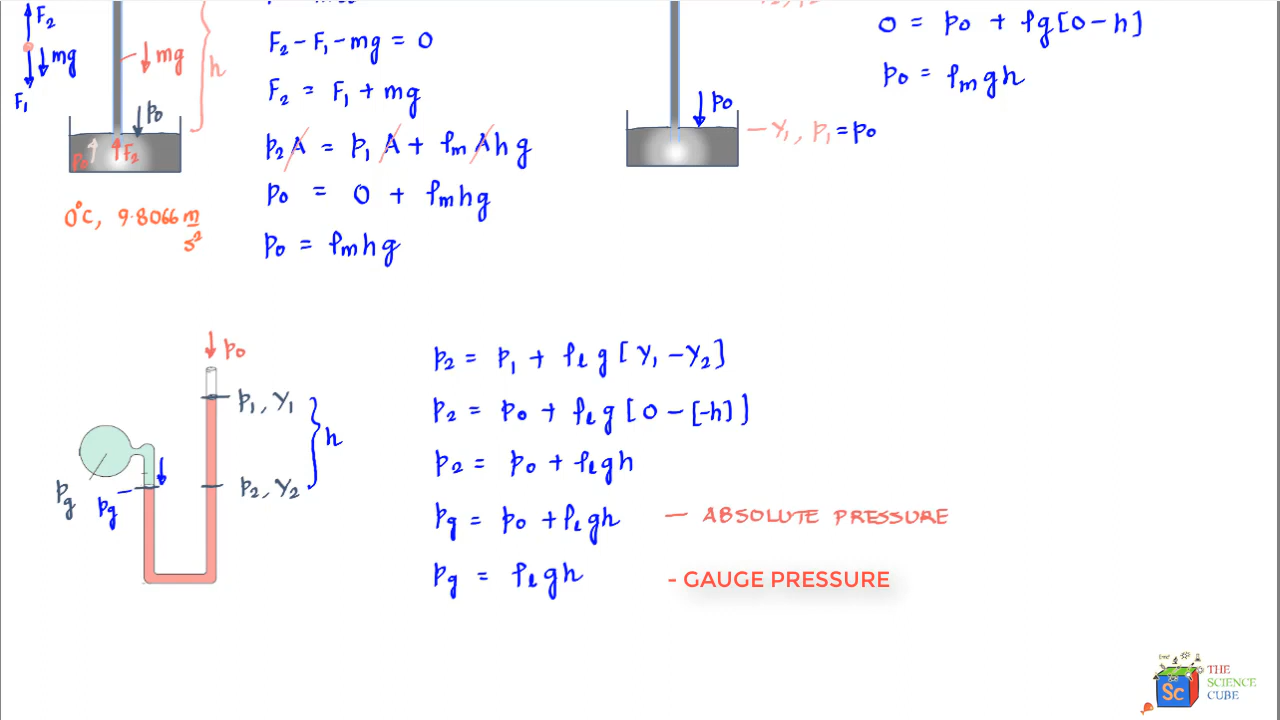 F₂
mg
F₁
mg
h
p₀
p₀
F₂
0°C, 9.8066 m/s²
F₂ - F₁ - mg = 0
F₂ = F₁ + mg
p₂A = p₁A + ρₘAhg
p₀ = 0 + ρₘhg
p₀ = ρₘhg
0 = p₀ + ρg[0-h]
p₀ = ρₘgh
p₀
- y₁, p₁ = p₀
p₀
p₁, y₁
h
p₂, y₂
pg
pg
p₂ = p₁ + ρₗg[y₁ - y₂]
p₂ = p₀ + ρₗg[0 - [-h]]
p₂ = p₀ + ρₗgh
pg = p₀ + ρₗgh — ABSOLUTE PRESSURE
pg = ρₗgh - GAUGE PRESSURE
Sc
THE
SCIENCE
CUBE